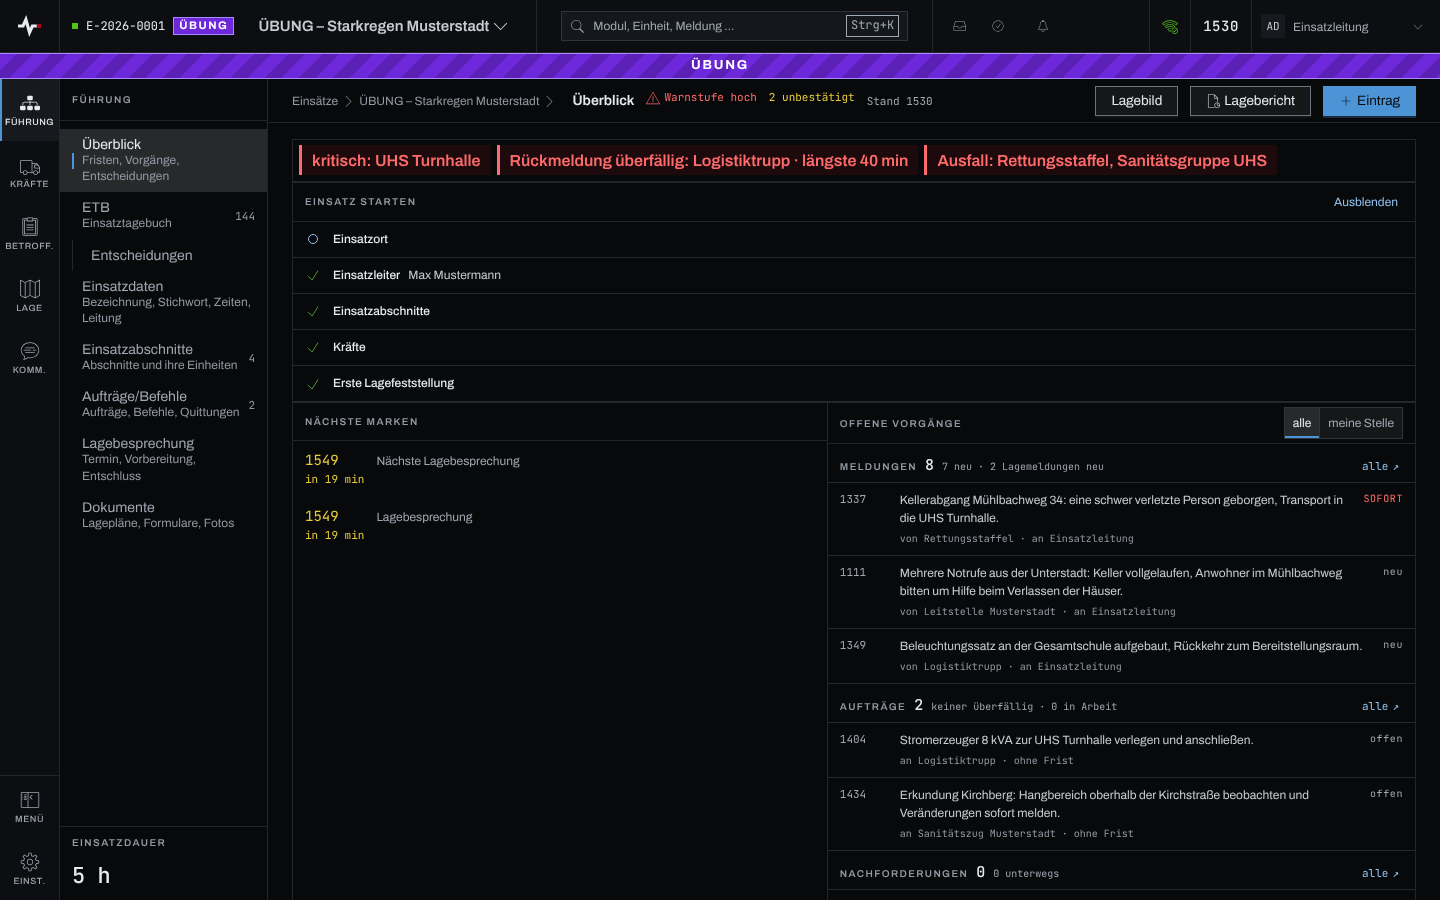 E-2026-0001 ÜBUNG ÜBUNG – Starkregen Musterstadt Modul, Einheit, Meldung ... Strg+K 1530 AD Einsatzleitung
ÜBUNG
FÜHRUNG
KRÄFTE
BETROFF.
LAGE
KOMM.
MENÜ
EINST.
FÜHRUNG
Überblick
Fristen, Vorgänge,
Entscheidungen
ETB
Einsatztagebuch 144
Entscheidungen
Einsatzdaten
Bezeichnung, Stichwort, Zeiten,
Leitung
Einsatzabschnitte
Abschnitte und ihre Einheiten 4
Aufträge/Befehle
Aufträge, Befehle, Quittungen 2
Lagebesprechung
Termin, Vorbereitung,
Entschluss
Dokumente
Lagepläne, Formulare, Fotos
EINSATZDAUER
5 h
Einsätze ÜBUNG – Starkregen Musterstadt Überblick Warnstufe hoch 2 unbestätigt Stand 1530 Lagebild Lagebericht + Eintrag
kritisch: UHS Turnhalle Rückmeldung überfällig: Logistiktrupp · längste 40 min Ausfall: Rettungsstaffel, Sanitätsgruppe UHS
EINSATZ STARTEN Ausblenden
Einsatzort
Einsatzleiter Max Mustermann
Einsatzabschnitte
Kräfte
Erste Lagefeststellung
NÄCHSTE MARKEN
1549 Nächste Lagebesprechung
in 19 min
1549 Lagebesprechung
in 19 min
OFFENE VORGÄNGE alle meine Stelle
MELDUNGEN 8 7 neu · 2 Lagemeldungen neu alle ↗
1337 Kellerabgang Mühlbachweg 34: eine schwer verletzte Person geborgen, Transport in SOFORT
die UHS Turnhalle.
von Rettungsstaffel · an Einsatzleitung
1111 Mehrere Notrufe aus der Unterstadt: Keller vollgelaufen, Anwohner im Mühlbachweg neu
bitten um Hilfe beim Verlassen der Häuser.
von Leitstelle Musterstadt · an Einsatzleitung
1349 Beleuchtungssatz an der Gesamtschule aufgebaut, Rückkehr zum Bereitstellungsraum. neu
von Logistiktrupp · an Einsatzleitung
AUFTRÄGE 2 keiner überfällig · 0 in Arbeit alle ↗
1404 Stromerzeuger 8 kVA zur UHS Turnhalle verlegen und anschließen. offen
an Logistiktrupp · ohne Frist
1434 Erkundung Kirchberg: Hangbereich oberhalb der Kirchstraße beobachten und offen
Veränderungen sofort melden.
an Sanitätszug Musterstadt · ohne Frist
NACHFORDERUNGEN 0 0 unterwegs alle ↗